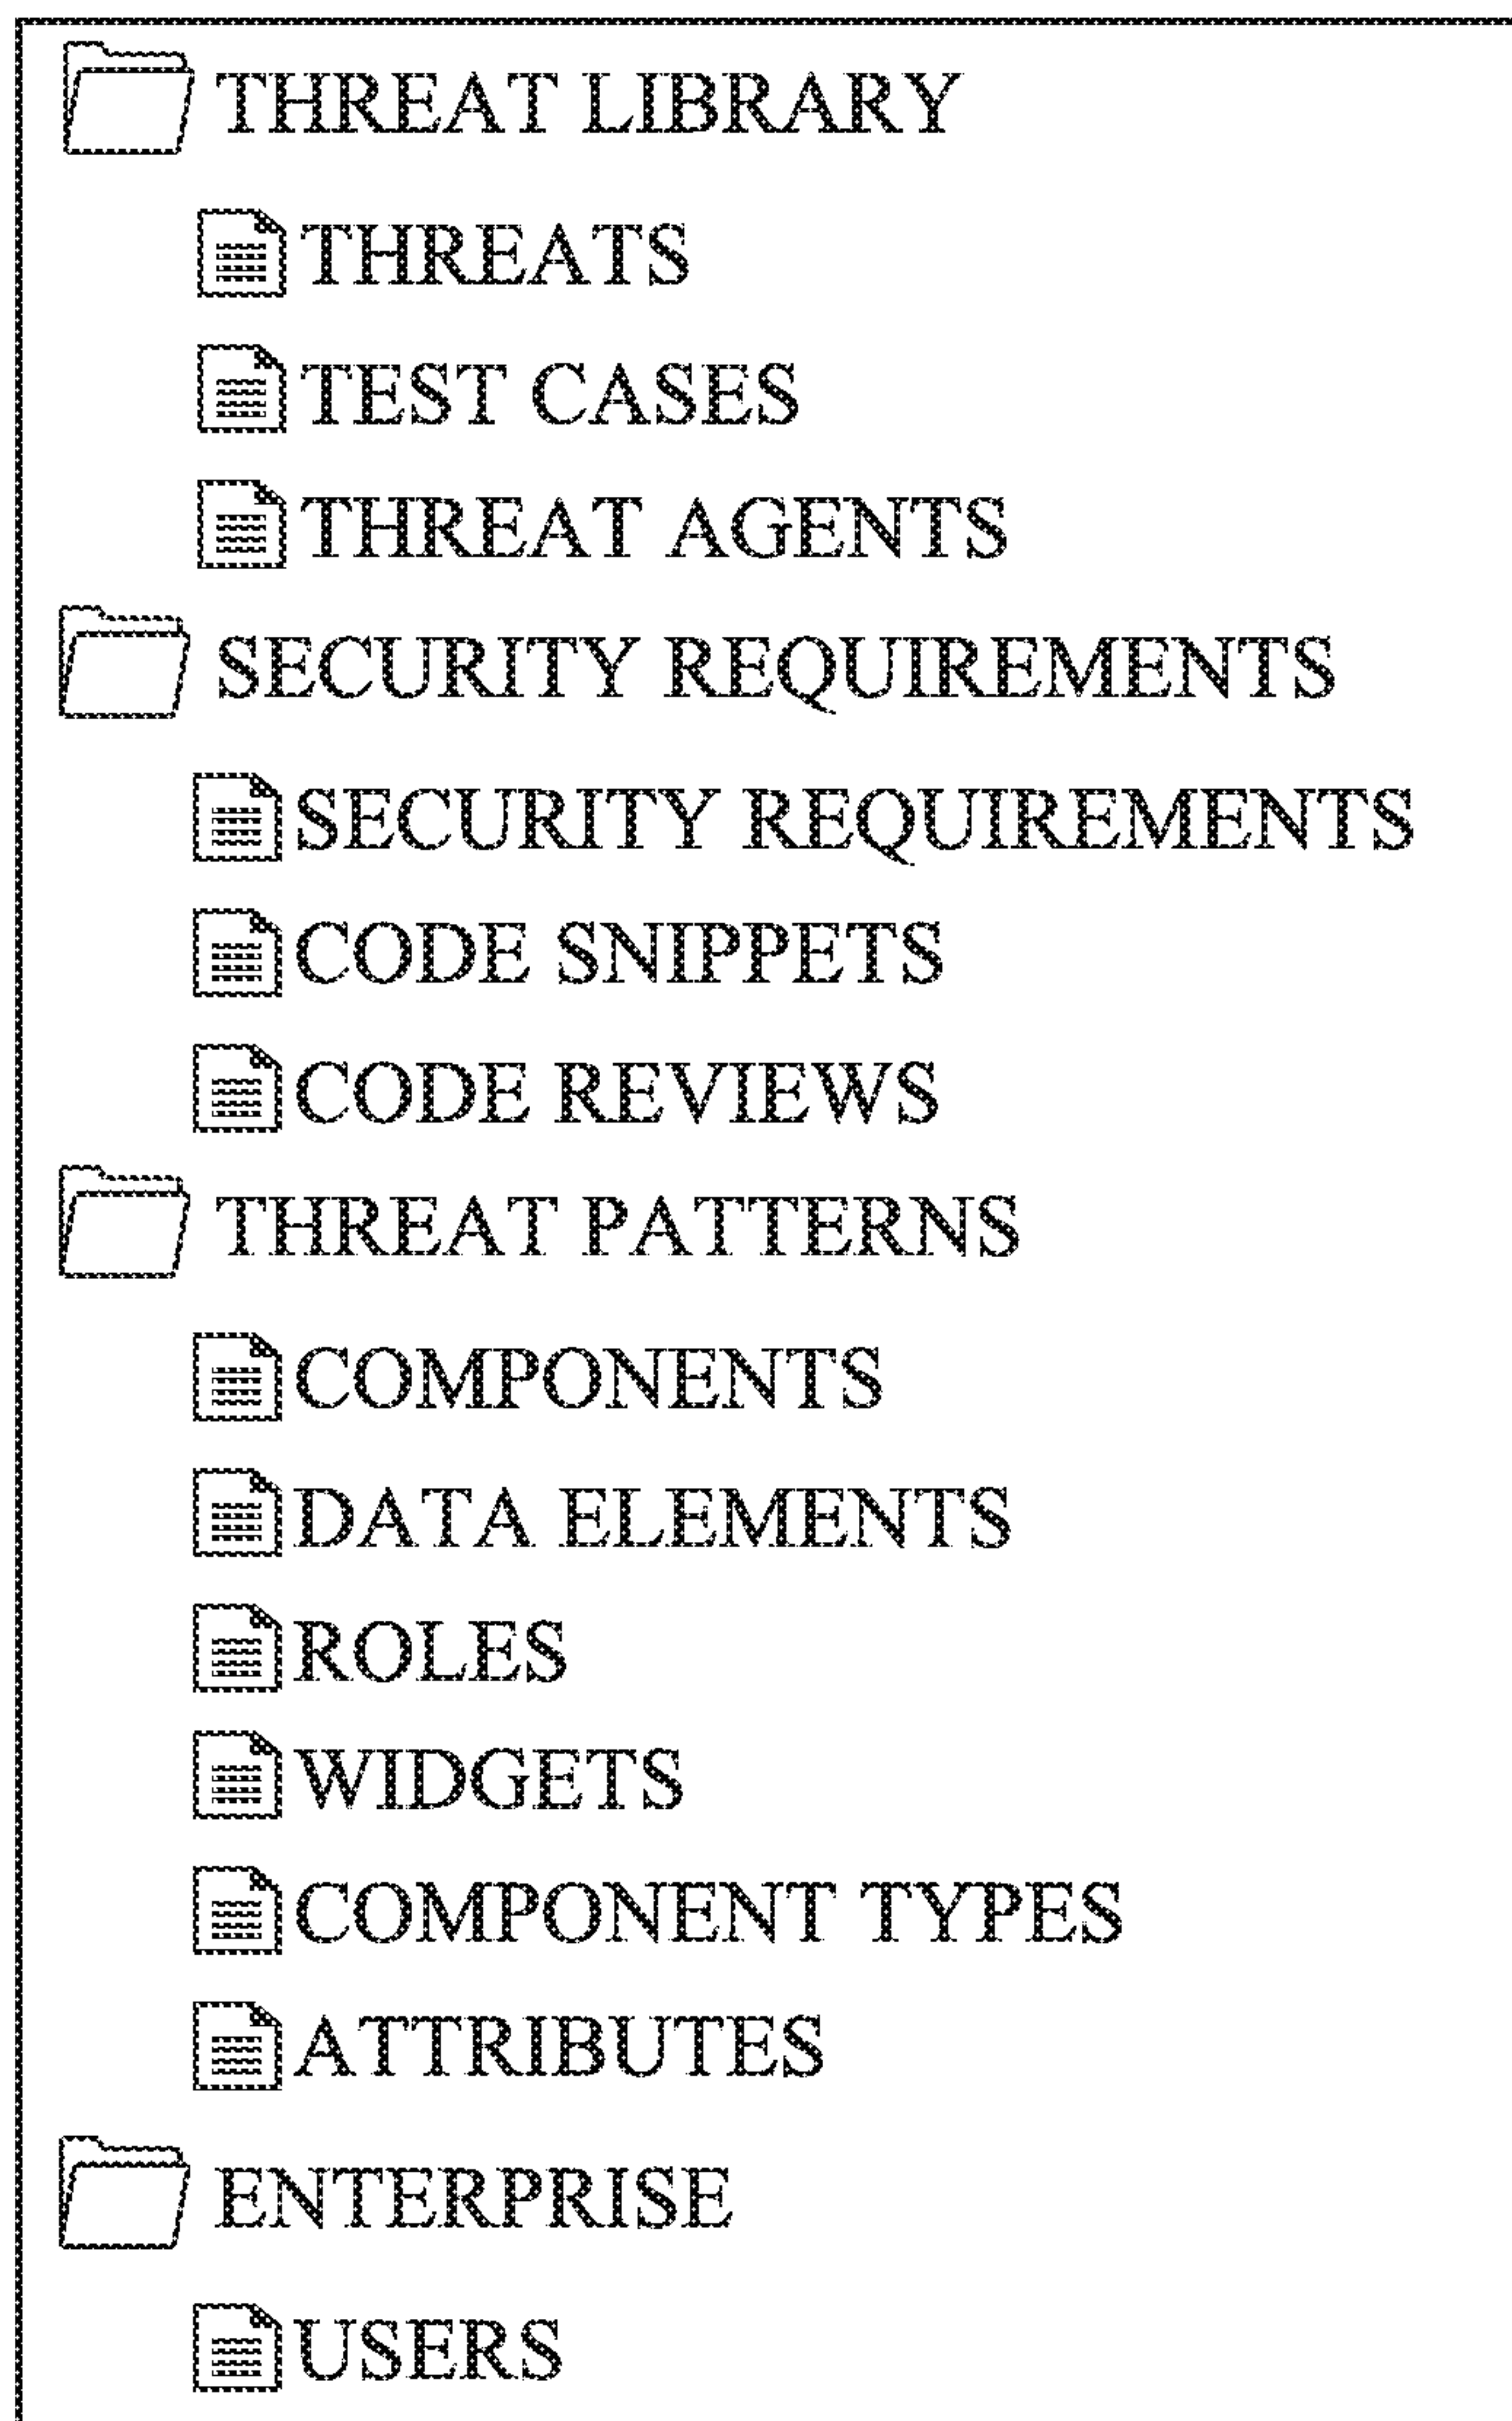 THREAT LIBRARY
THREATS
TEST CASES
THREAT AGENTS
SECURITY REQUIREMENTS
SECURITY REQUIREMENTS
CODE SNIPPETS
CODE REVIEWS
THREAT PATTERNS
COMPONENTS
DATA ELEMENTS
ROLES
WIDGETS
COMPONENT TYPES
ATTRIBUTES
ENTERPRISE
USERS